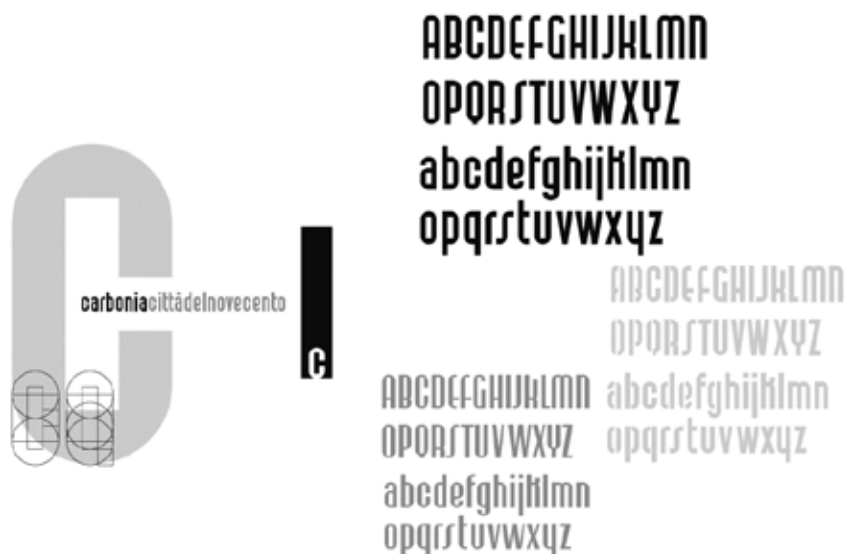 carboniacittàdelnovecento
C
ABCDEFGHIJKLMN
OPQRSTUVWXYZ
abcdefghijklmn
opqrstuvwxyz
ABCDEFGHIJKLMN
OPQRSTUVWXYZ
abcdefghijklmn
opqrstuvwxyz
ABCDEFGHIJKLMN
OPQRSTUVWXYZ
abcdefghijklmn
opqrstuvwxyz